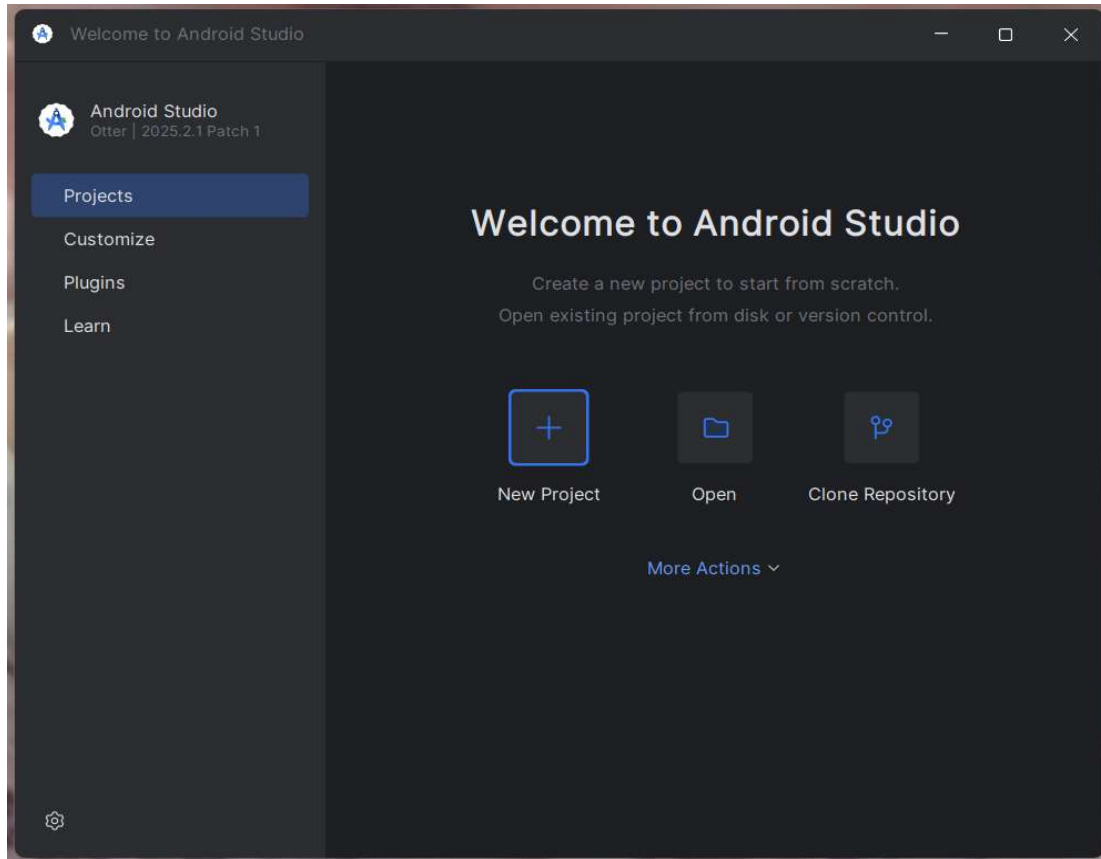 Welcome to Android Studio
Android Studio
Otter | 2025.2.1 Patch 1
Projects
Customize
Plugins
Learn
Welcome to Android Studio
Create a new project to start from scratch.
Open existing project from disk or version control.
New Project
Open
Clone Repository
More Actions